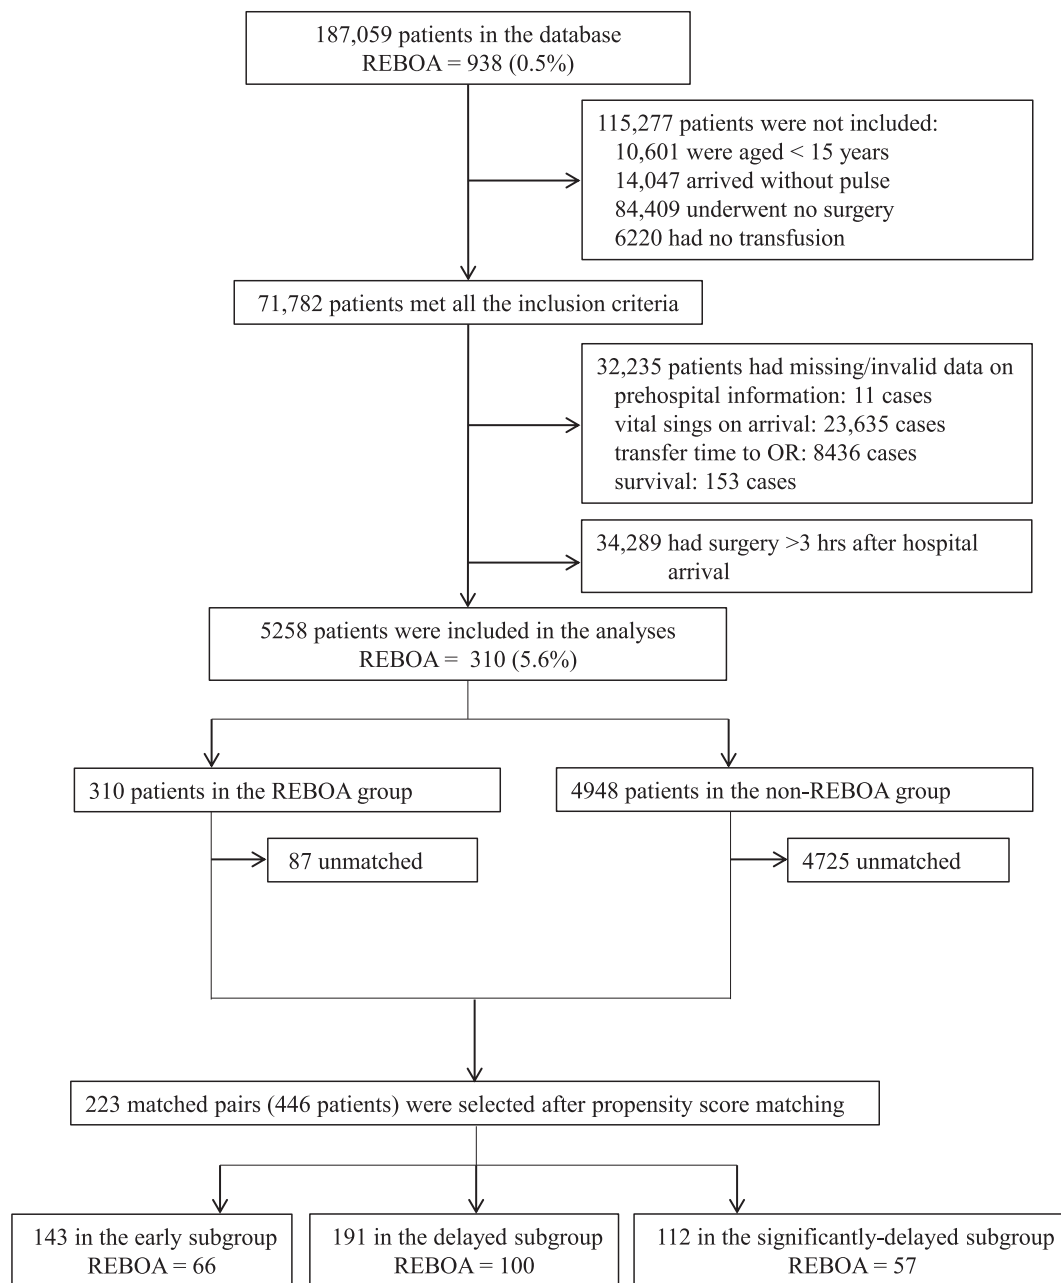 187,059 patients in the database
REBOA = 938 (0.5%)
115,277 patients were not included:
10,601 were aged < 15 years
14,047 arrived without pulse
84,409 underwent no surgery
6220 had no transfusion
71,782 patients met all the inclusion criteria
32,235 patients had missing/invalid data on
prehospital information: 11 cases
vital sings on arrival: 23,635 cases
transfer time to OR: 8436 cases
survival: 153 cases
34,289 had surgery >3 hrs after hospital
arrival
5258 patients were included in the analyses
REBOA = 310 (5.6%)
310 patients in the REBOA group
4948 patients in the non-REBOA group
87 unmatched
4725 unmatched
223 matched pairs (446 patients) were selected after propensity score matching
143 in the early subgroup
REBOA = 66
191 in the delayed subgroup
REBOA = 100
112 in the significantly-delayed subgroup
REBOA = 57